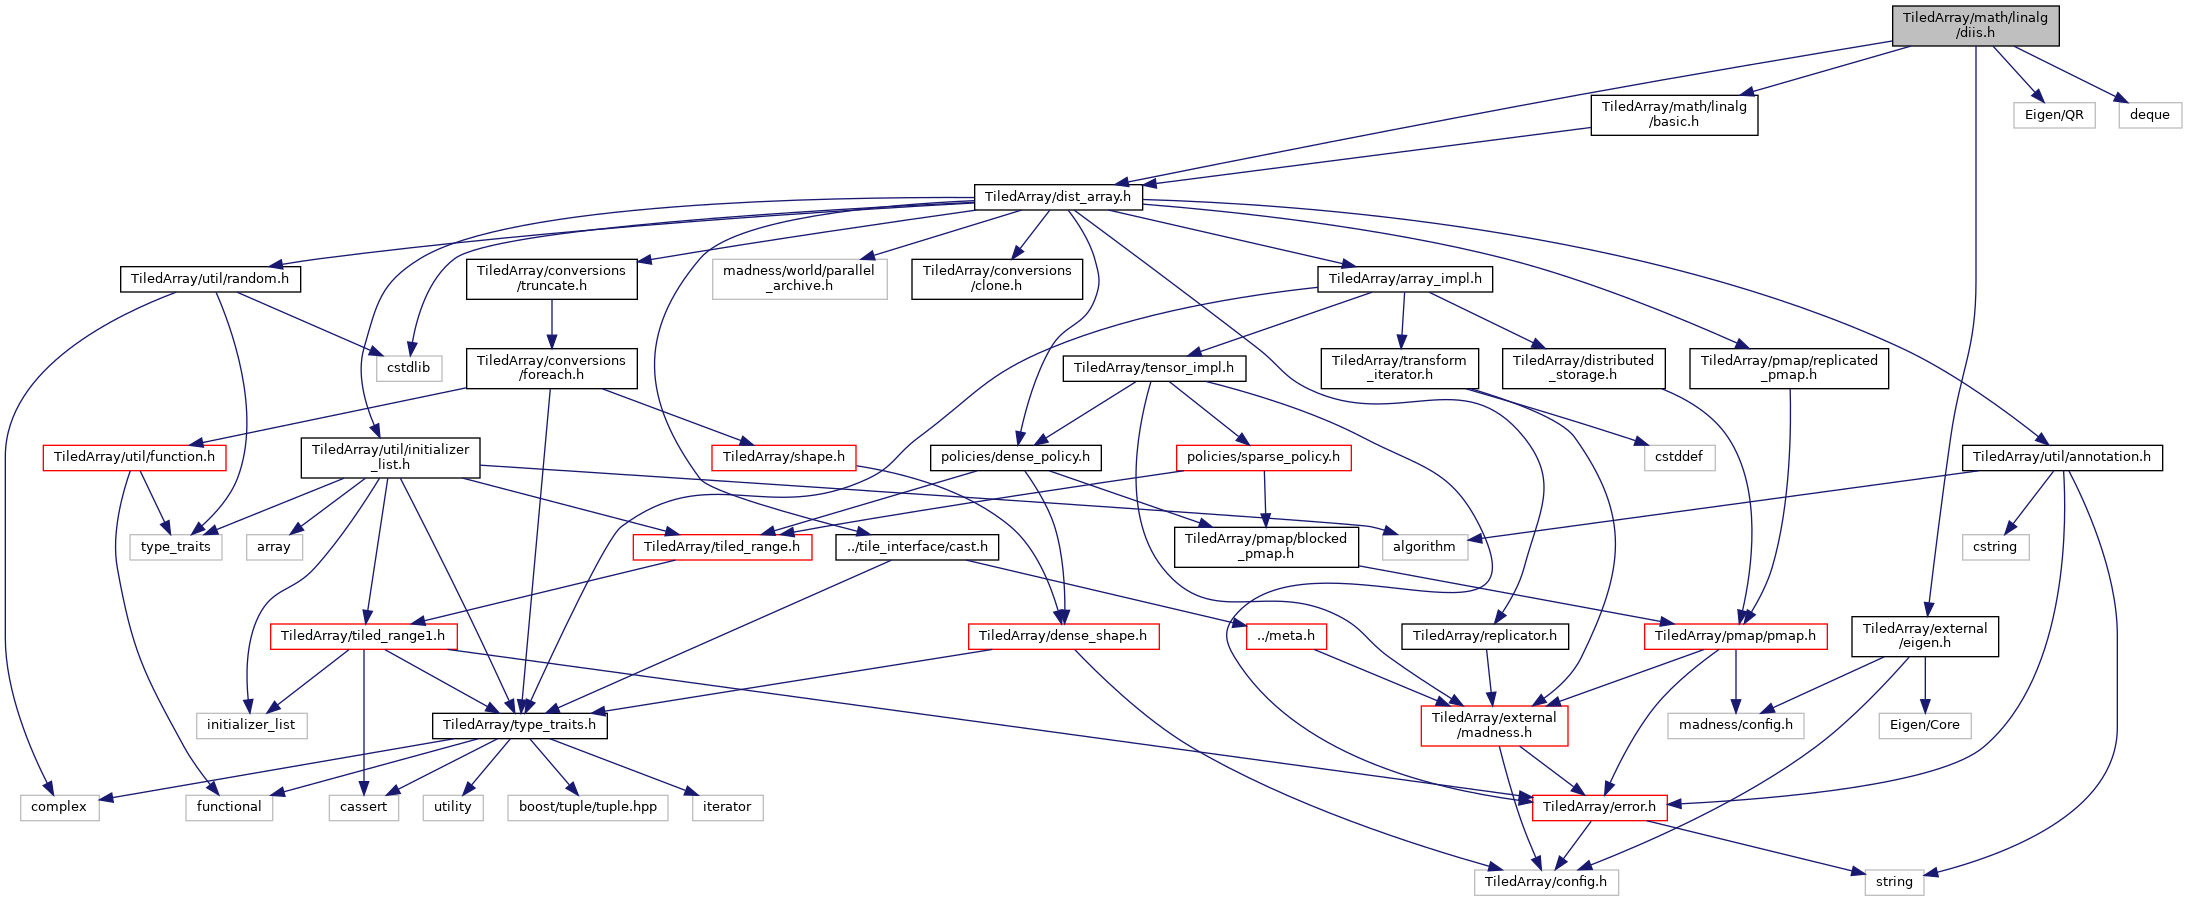 TiledArray/math/linalg
/diis.h
TiledArray/math/linalg
/basic.h
Eigen/QR
deque
TiledArray/dist_array.h
TiledArray/util/random.h
TiledArray/conversions
/truncate.h
madness/world/parallel
_archive.h
TiledArray/conversions
/clone.h
TiledArray/array_impl.h
cstdlib
TiledArray/conversions
/foreach.h
TiledArray/tensor_impl.h
TiledArray/transform
_iterator.h
TiledArray/distributed
_storage.h
TiledArray/pmap/replicated
_pmap.h
TiledArray/util/function.h
TiledArray/util/initializer
_list.h
TiledArray/shape.h
policies/dense_policy.h
policies/sparse_policy.h
cstddef
TiledArray/util/annotation.h
type_traits
array
TiledArray/tiled_range.h
../tile_interface/cast.h
TiledArray/pmap/blocked
_pmap.h
algorithm
cstring
TiledArray/tiled_range1.h
TiledArray/dense_shape.h
../meta.h
TiledArray/replicator.h
TiledArray/pmap/pmap.h
TiledArray/external
/eigen.h
initializer_list
TiledArray/type_traits.h
TiledArray/external
/madness.h
madness/config.h
Eigen/Core
complex
functional
cassert
utility
boost/tuple/tuple.hpp
iterator
TiledArray/error.h
TiledArray/config.h
string